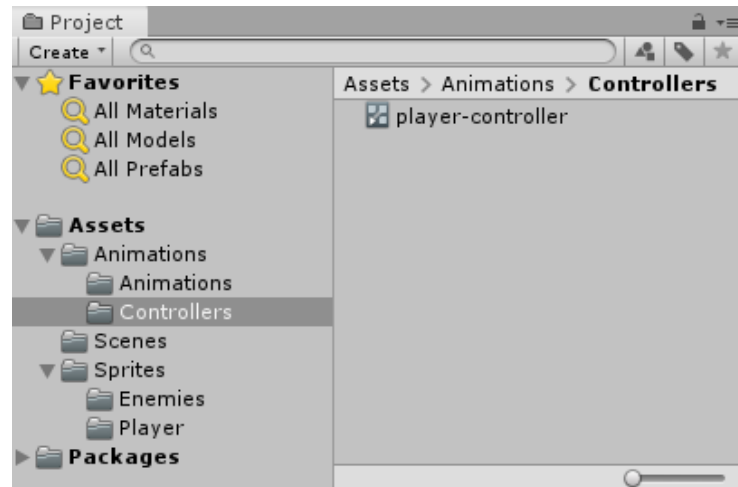 Project
Create
Favorites
All Materials
All Models
All Prefabs
Assets
Animations
Animations
Controllers
Scenes
Sprites
Enemies
Player
Packages
Assets > Animations > Controllers
player-controller